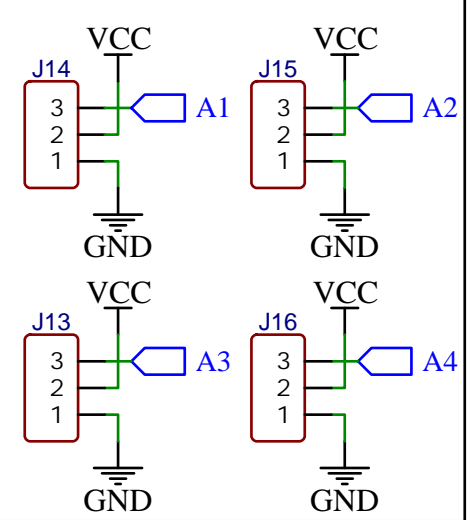 VCC VCC
J14 J15
3 A1 3 A2
2 2
1 1
GND GND
VCC VCC
J13 J16
3 A3 3 A4
2 2
1 1
GND GND